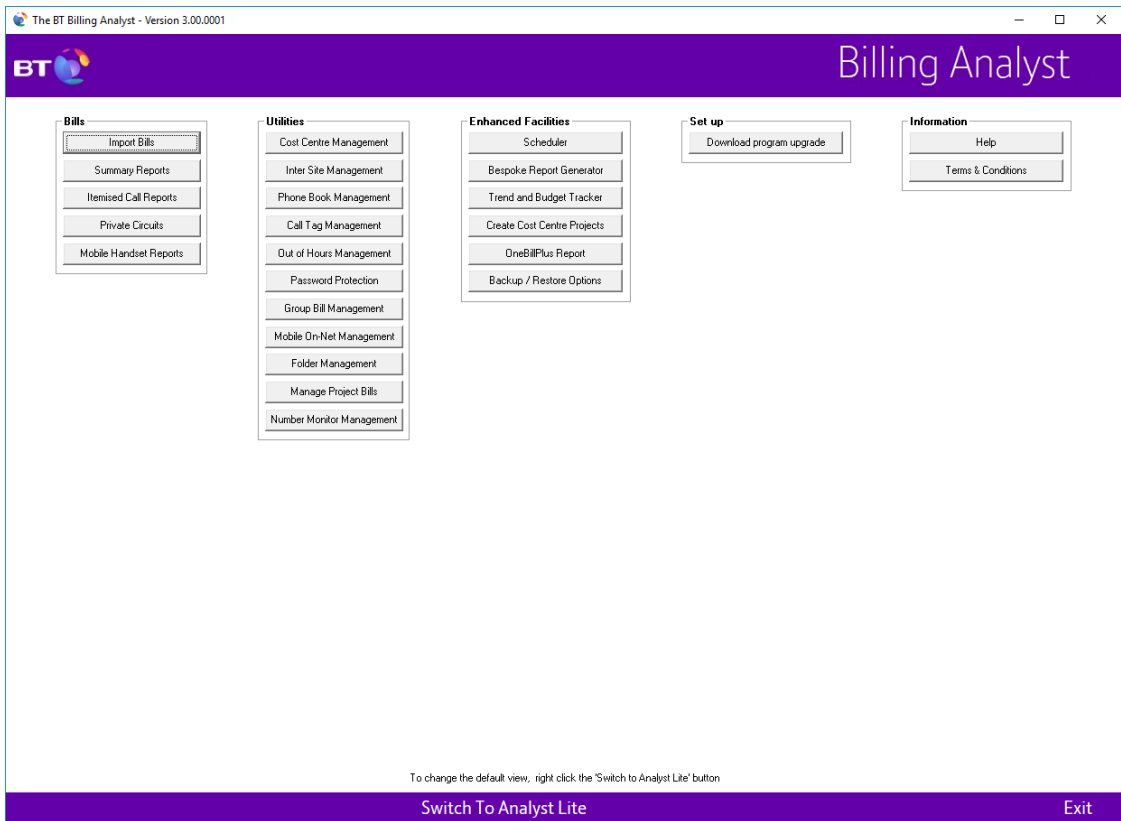 The BT Billing Analyst - Version 3.00.0001
BT
Billing Analyst
Bills
Import Bills
Summary Reports
Itemised Call Reports
Private Circuits
Mobile Handset Reports
Utilities
Cost Centre Management
Inter Site Management
Phone Book Management
Call Tag Management
Out of Hours Management
Password Protection
Group Bill Management
Mobile On-Net Management
Folder Management
Manage Project Bills
Number Monitor Management
Enhanced Facilities
Scheduler
Bespoke Report Generator
Trend and Budget Tracker
Create Cost Centre Projects
OneBillPlus Report
Backup / Restore Options
Set up
Download program upgrade
Information
Help
Terms & Conditions
To change the default view, right click the 'Switch to Analyst Lite' button
Switch To Analyst Lite
Exit